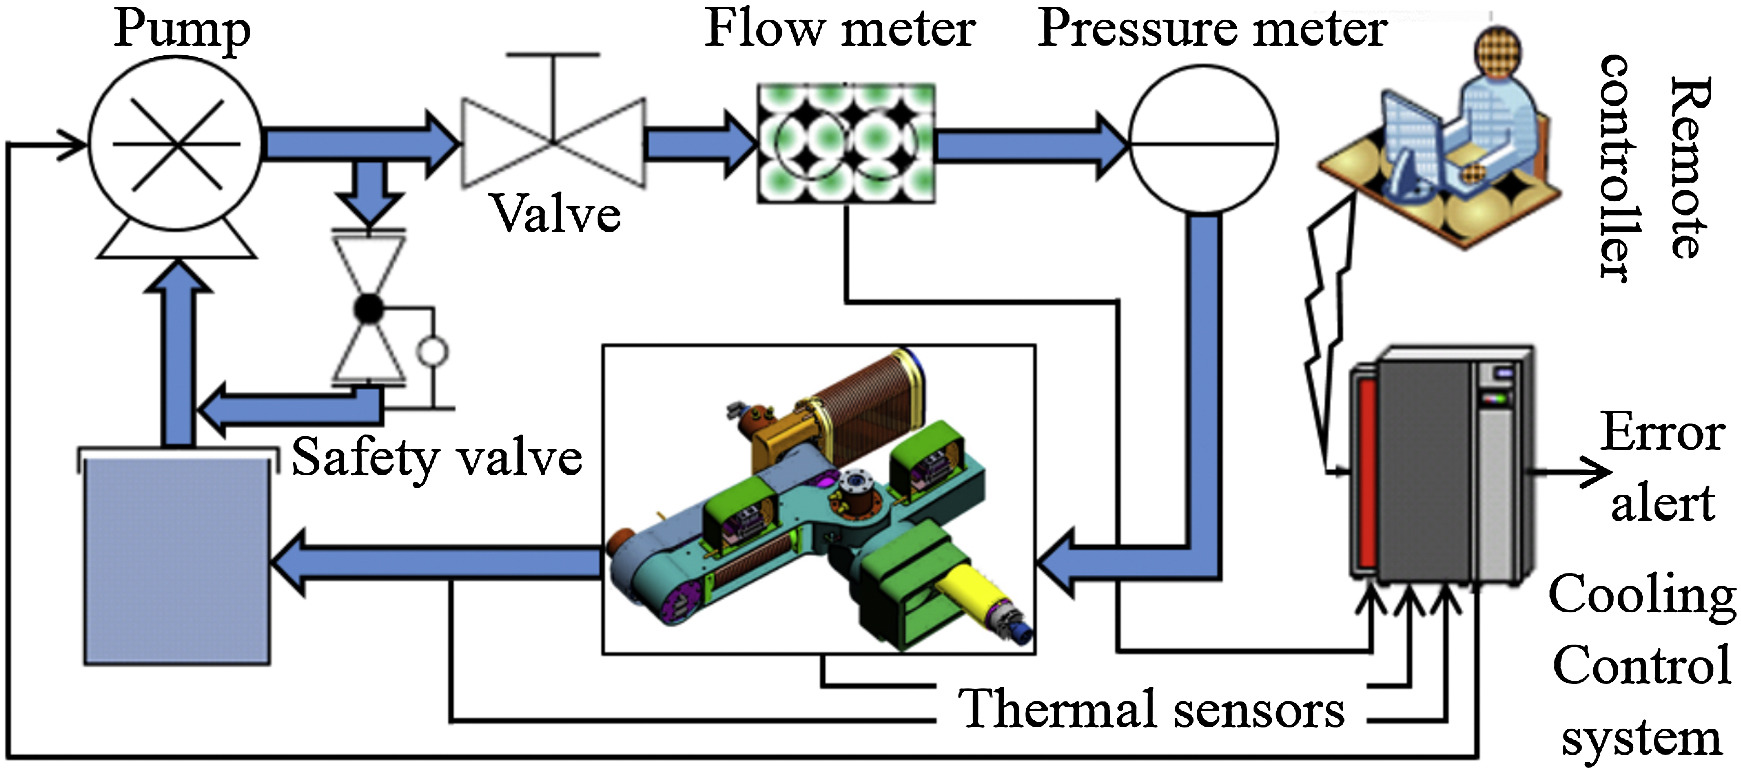 Pump
Flow meter
Pressure meter
Remote
controller
Valve
Safety valve
Error
alert
Cooling
Control
system
Thermal sensors